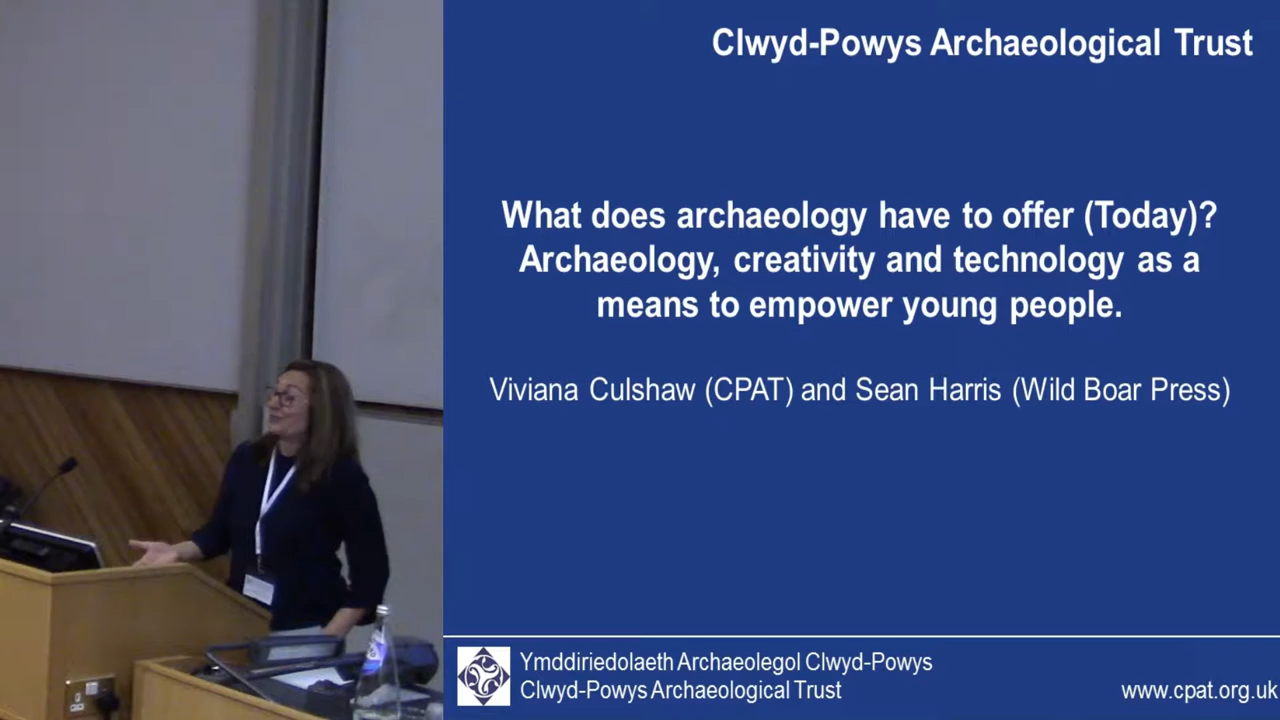 Clwyd-Powys Archaeological Trust
What does archaeology have to offer (Today)?
Archaeology, creativity and technology as a
means to empower young people.
Viviana Culshaw (CPAT) and Sean Harris (Wild Boar Press)
Ymddiriedolaeth Archaeolegol Clwyd-Powys
Clwyd-Powys Archaeological Trust
www.cpat.org.uk